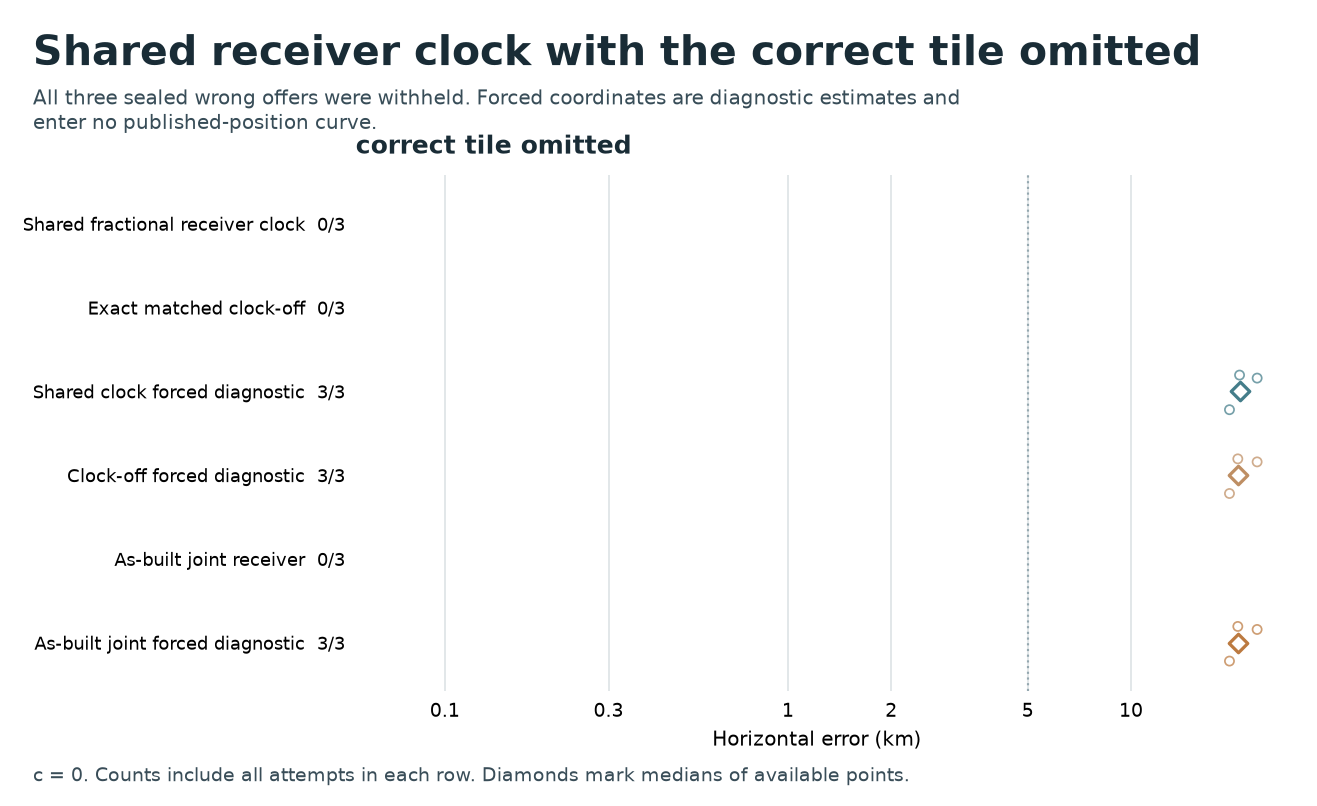 Shared receiver clock with the correct tile omitted
All three sealed wrong offers were withheld. Forced coordinates are diagnostic estimates and
enter no published-position curve.
correct tile omitted
Shared fractional receiver clock 0/3
Exact matched clock-off 0/3
Shared clock forced diagnostic 3/3
Clock-off forced diagnostic 3/3
As-built joint receiver 0/3
As-built joint forced diagnostic 3/3
0.1 0.3 1 2 5 10
Horizontal error (km)
c = 0. Counts include all attempts in each row. Diamonds mark medians of available points.